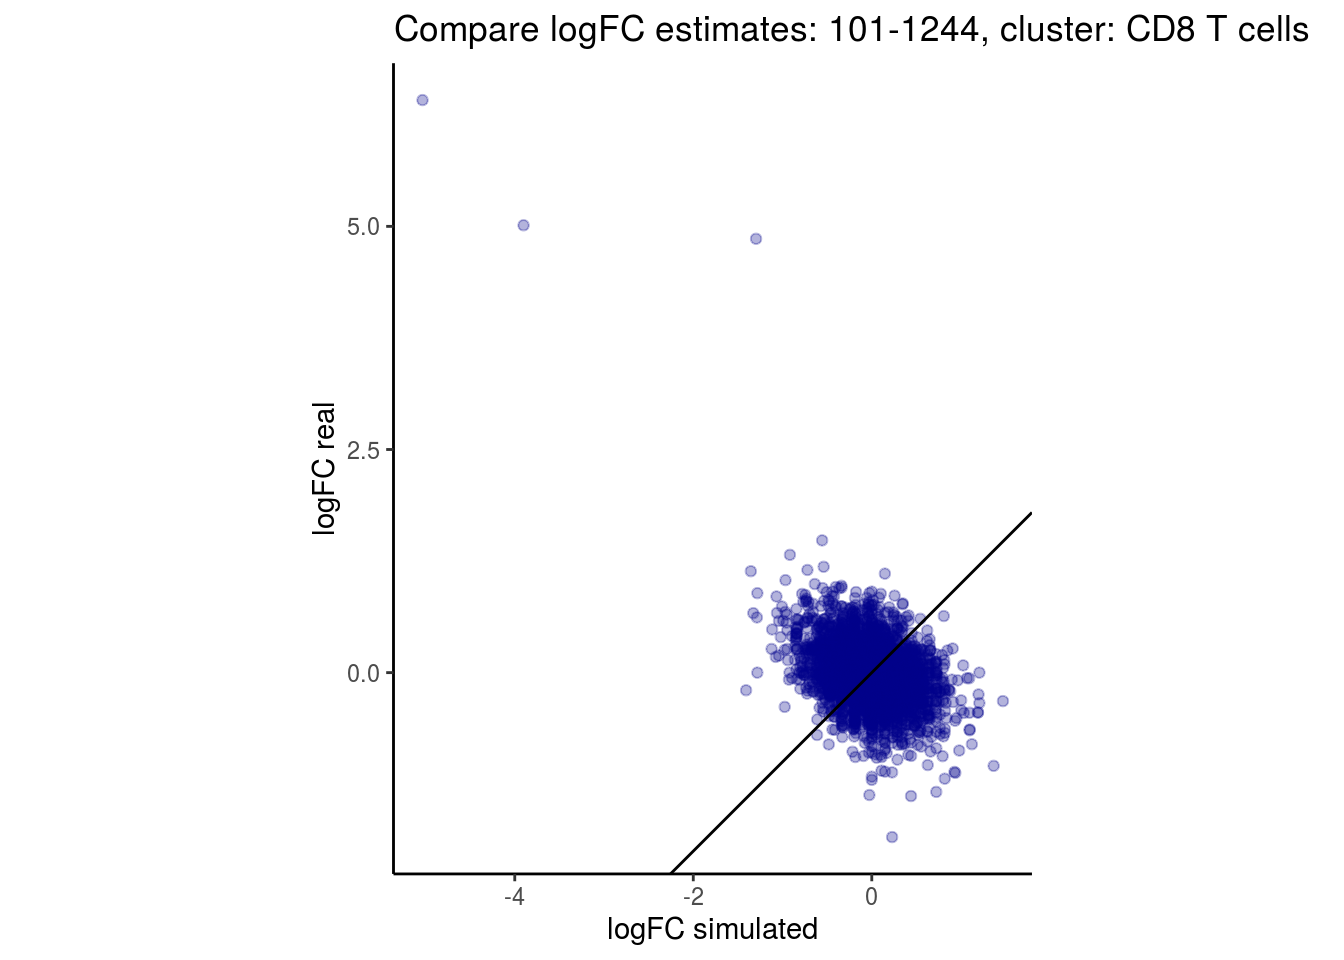 Compare logFC estimates: 101-1244, cluster: CD8 T cells
5.0
2.5
0.0
logFC real
-4
-2
0
logFC simulated